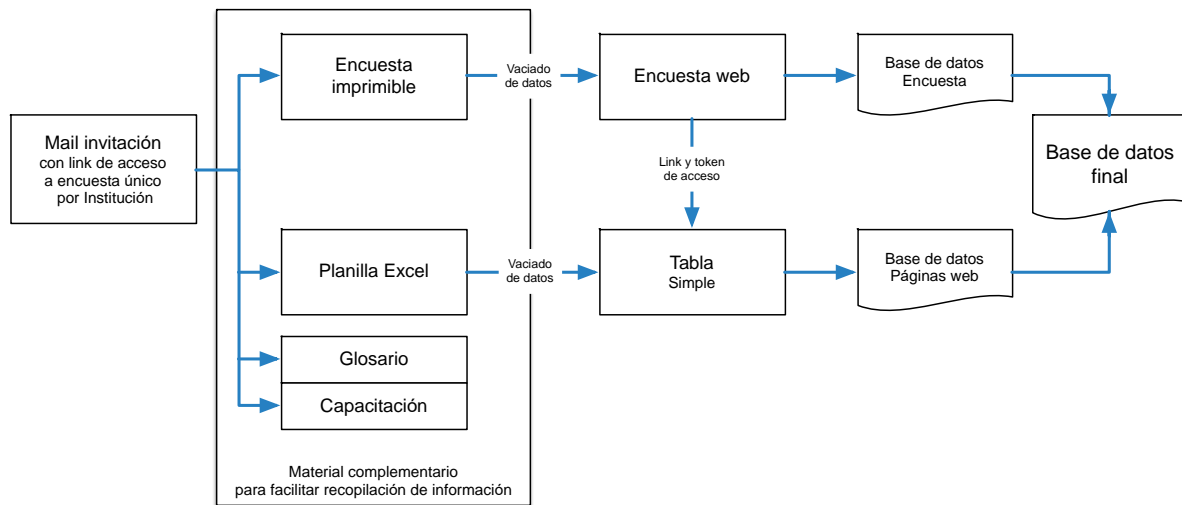 Mail invitación
con link de acceso
a encuesta único
por Institución
Encuesta
imprimible
Planilla Excel
Glosario
Capacitación
Material complementario
para facilitar recopilación de información
Vaciado
de datos
Vaciado
de datos
Encuesta web
Link y token
de acceso
Tabla
Simple
Base de datos
Encuesta
Base de datos
Páginas web
Base de datos
final